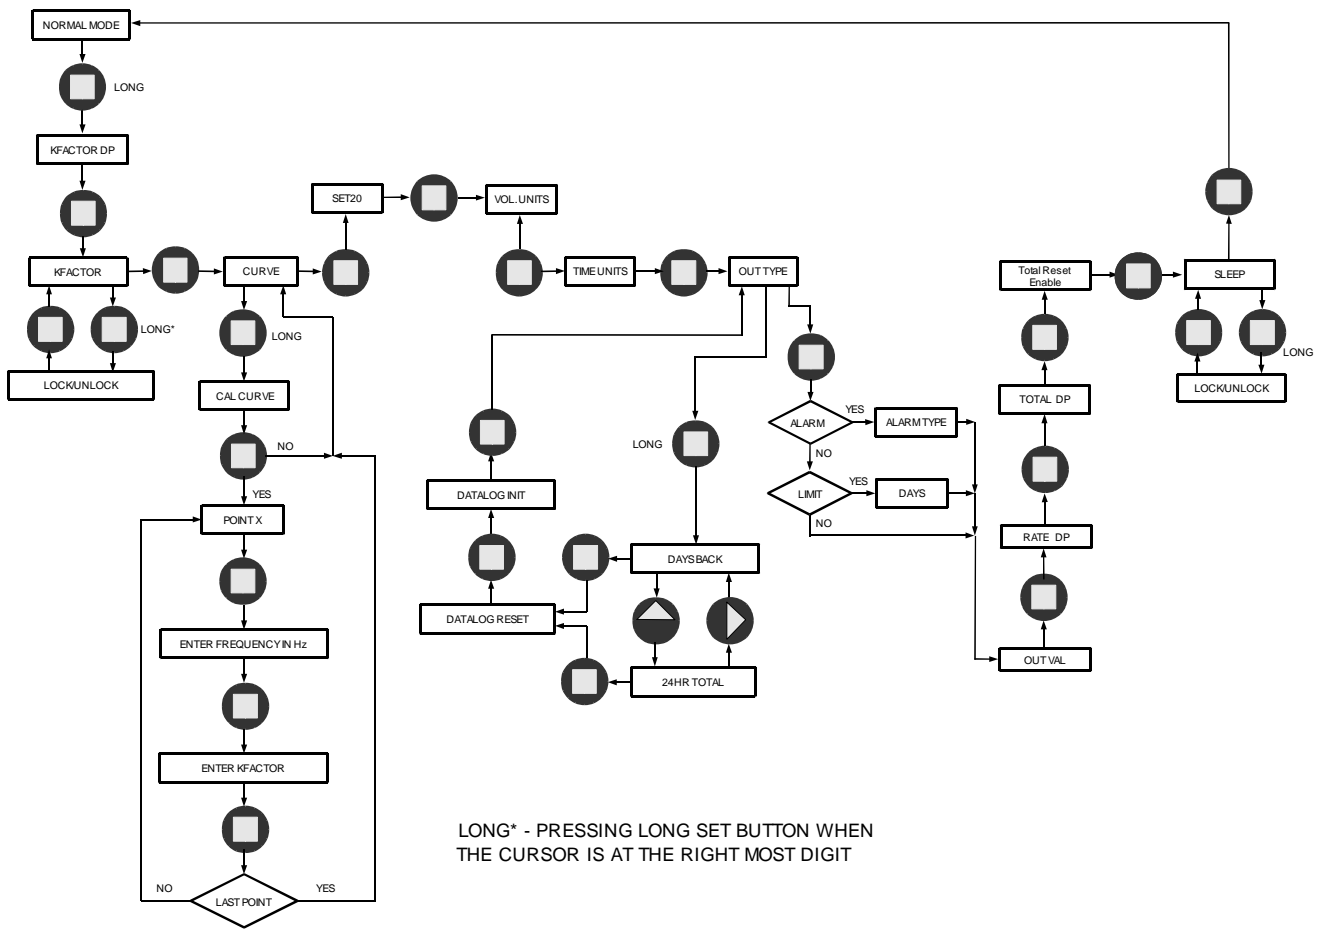 NORMAL MODE
LONG
KFACTOR DP
SET20
VOL. UNITS
KFACTOR
CURVE
TIME UNITS
OUT TYPE
Total Reset
Enable
SLEEP
LONG*
LONG
LONG
LOCK/UNLOCK
CAL CURVE
LOCK/UNLOCK
TOTAL DP
YES
ALARM
ALARM TYPE
NO
LONG
NO
YES
LIMIT
DAYS
YES
DATALOG INIT
POINT X
NO
RATE DP
DAYSBACK
DATALOG RESET
ENTER FREQUENCY IN Hz
OUT VAL
24HR TOTAL
ENTER KFACTOR
LONG* - PRESSING LONG SET BUTTON WHEN
THE CURSOR IS AT THE RIGHT MOST DIGIT
NO
YES
LAST POINT